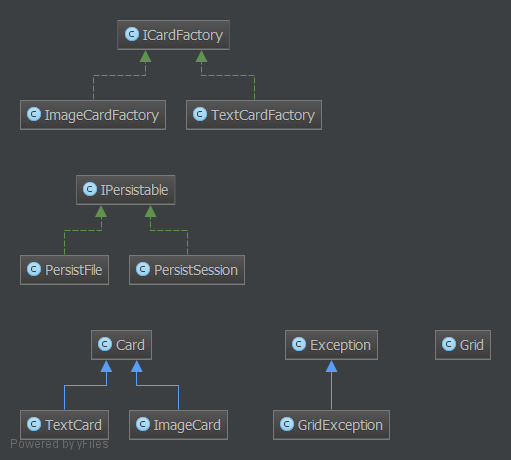 C ICardFactory
C ImageCardFactory C TextCardFactory
C IPersistable
C PersistFile C PersistSession
C Card C Exception C Grid
C TextCard C ImageCard C GridException
Powered by yFiles